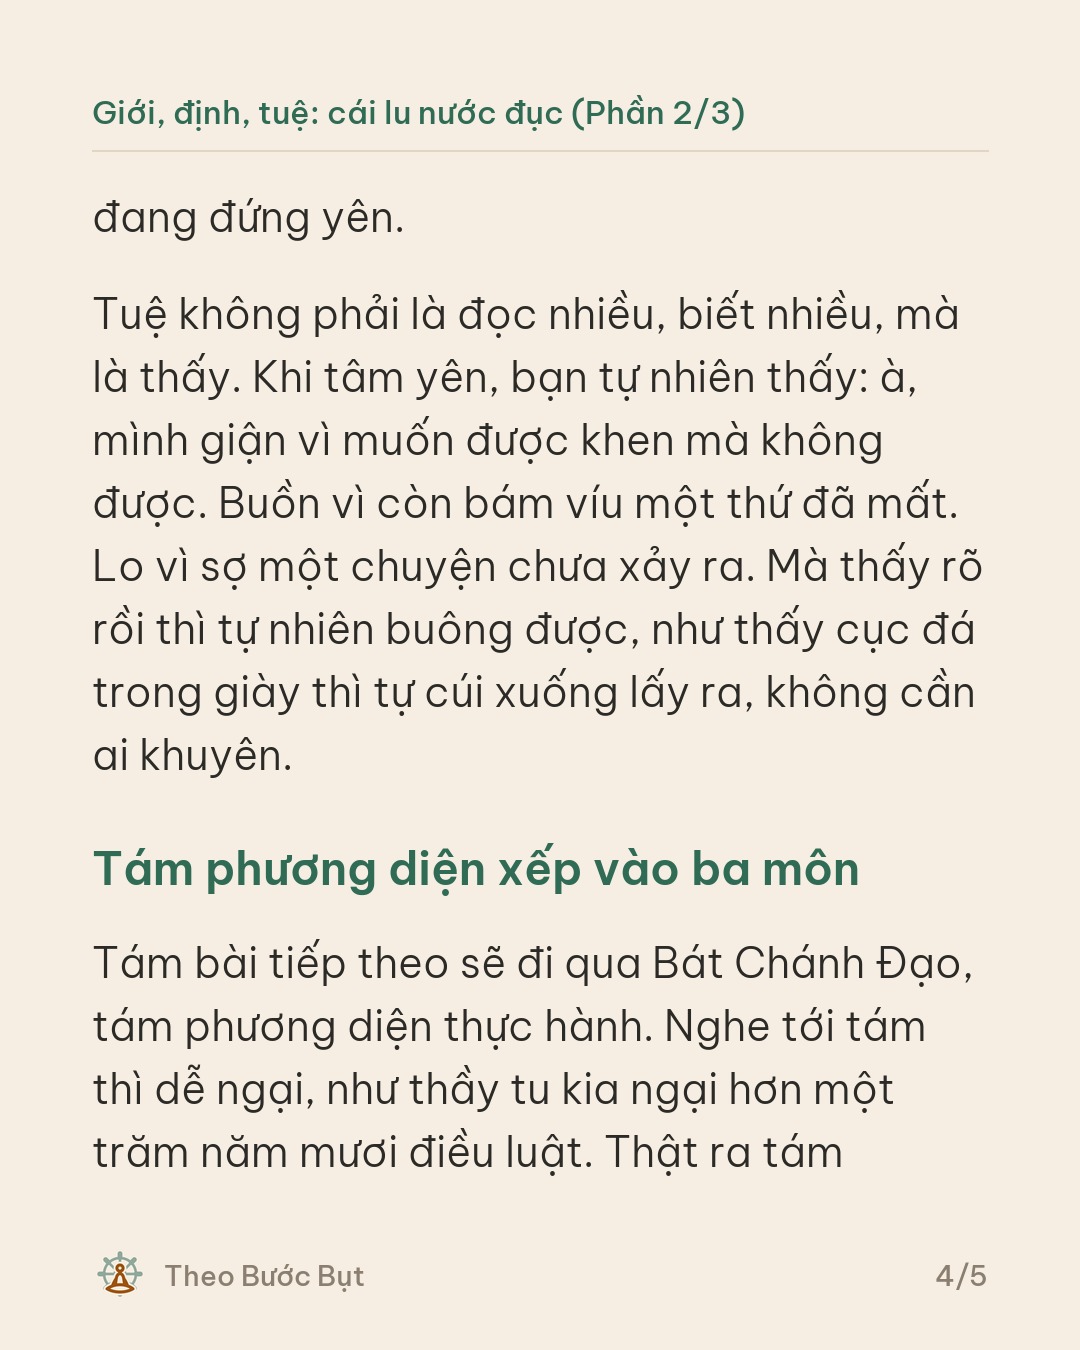 Giới, định, tuệ: cái lu nước đục (Phần 2/3)
đang đứng yên.
Tuệ không phải là đọc nhiều, biết nhiều, mà
là thấy. Khi tâm yên, bạn tự nhiên thấy: à,
mình giận vì muốn được khen mà không
được. Buồn vì còn bám víu một thứ đã mất.
Lo vì sợ một chuyện chưa xảy ra. Mà thấy rõ
rồi thì tự nhiên buông được, như thấy cục đá
trong giày thì tự cúi xuống lấy ra, không cần
ai khuyên.
Tám phương diện xếp vào ba môn
Tám bài tiếp theo sẽ đi qua Bát Chánh Đạo,
tám phương diện thực hành. Nghe tới tám
thì dễ ngại, như thầy tu kia ngại hơn một
trăm năm mươi điều luật. Thật ra tám
Theo Bước Bụt
4/5